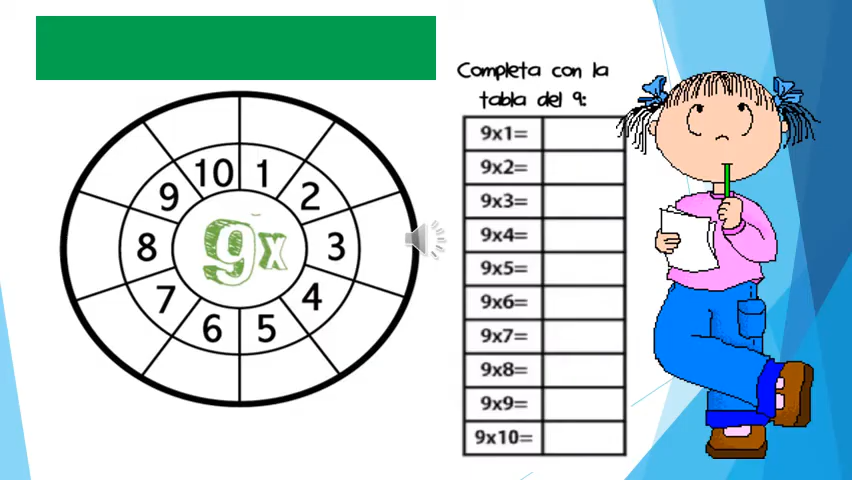 Completa con la
tabla del 9:
10 1
9 2
8 9x 3
7 4
6 5
9x1=
9x2=
9x3=
9x4=
9x5=
9x6=
9x7=
9x8=
9x9=
9x10=